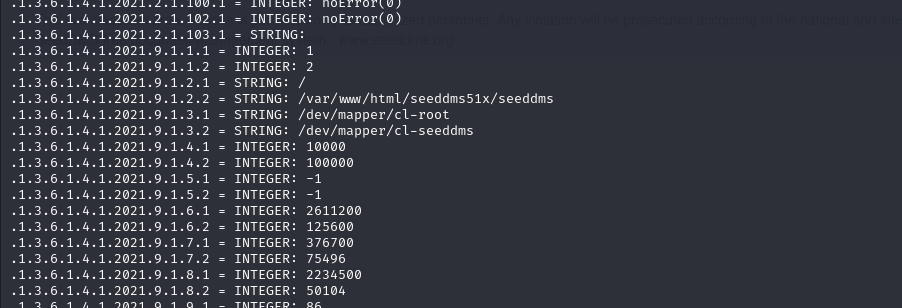 .1.3.6.1.4.1.2021.2.1.100.1 = INTEGER: noError(0)
.1.3.6.1.4.1.2021.2.1.102.1 = INTEGER: noError(0)
.1.3.6.1.4.1.2021.2.1.103.1 = STRING:
.1.3.6.1.4.1.2021.9.1.1.1 = INTEGER: 1
.1.3.6.1.4.1.2021.9.1.1.2 = INTEGER: 2
.1.3.6.1.4.1.2021.9.1.2.1 = STRING: /
.1.3.6.1.4.1.2021.9.1.2.2 = STRING: /var/www/html/seeddms51x/seeddms
.1.3.6.1.4.1.2021.9.1.3.1 = STRING: /dev/mapper/cl-root
.1.3.6.1.4.1.2021.9.1.3.2 = STRING: /dev/mapper/cl-seeddms
.1.3.6.1.4.1.2021.9.1.4.1 = INTEGER: 10000
.1.3.6.1.4.1.2021.9.1.4.2 = INTEGER: 100000
.1.3.6.1.4.1.2021.9.1.5.1 = INTEGER: -1
.1.3.6.1.4.1.2021.9.1.5.2 = INTEGER: -1
.1.3.6.1.4.1.2021.9.1.6.1 = INTEGER: 2611200
.1.3.6.1.4.1.2021.9.1.6.2 = INTEGER: 125600
.1.3.6.1.4.1.2021.9.1.7.1 = INTEGER: 376700
.1.3.6.1.4.1.2021.9.1.7.2 = INTEGER: 75496
.1.3.6.1.4.1.2021.9.1.8.1 = INTEGER: 2234500
.1.3.6.1.4.1.2021.9.1.8.2 = INTEGER: 50104
.1.3.6.1.4.1.2021.9.1.9.1 = INTEGER: 86